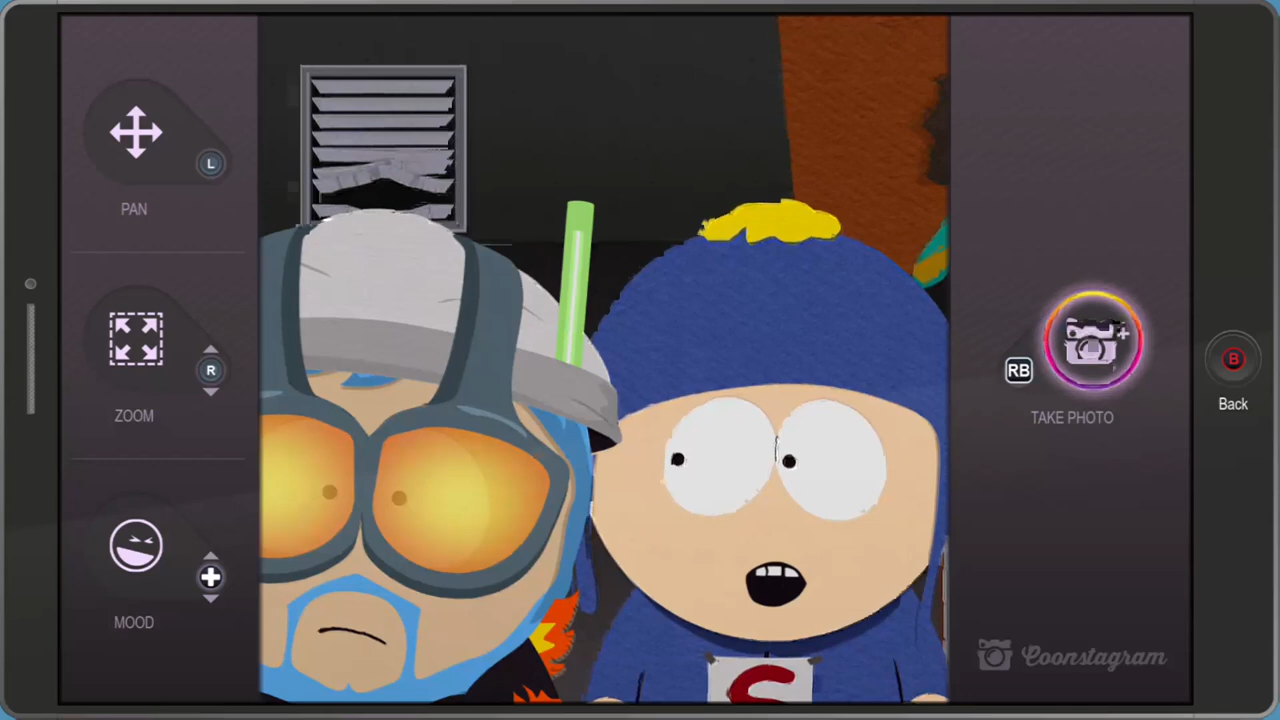 L
PAN
R
ZOOM
MOOD
RB
TAKE PHOTO
B
Back
S
Coonstagram